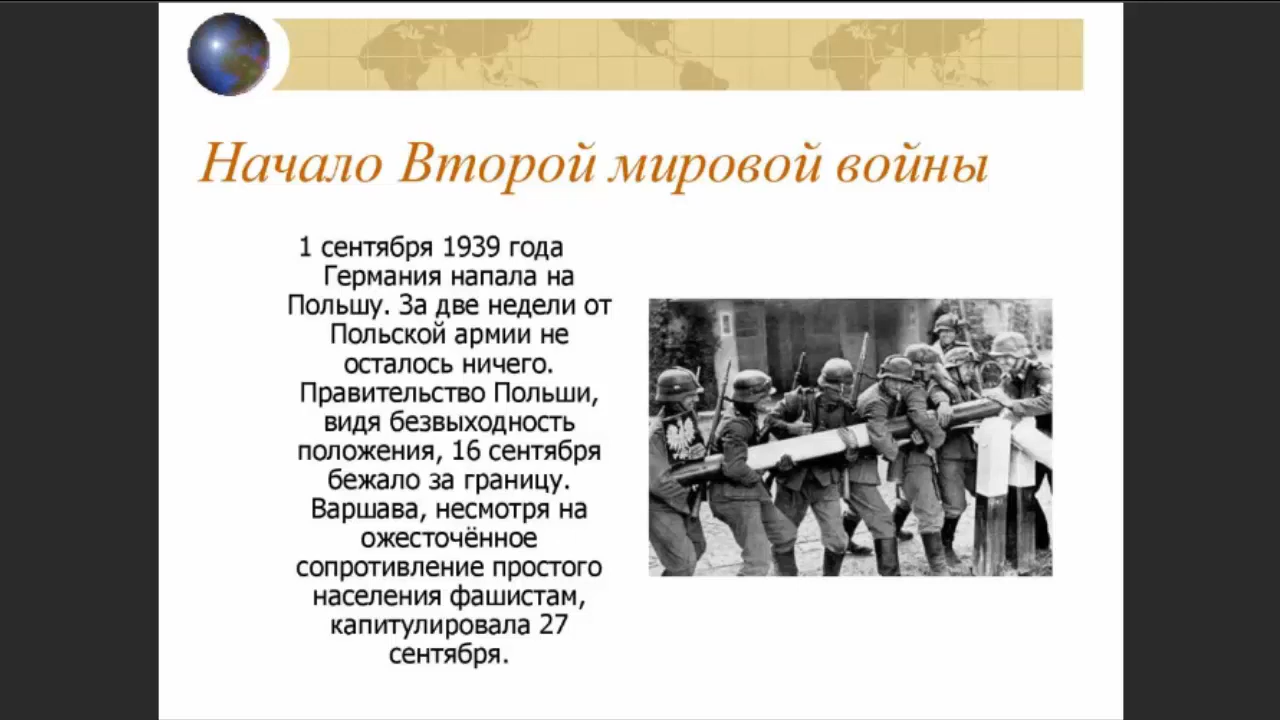 Начало Второй мировой войны
1 сентября 1939 года
Германия напала на
Польшу. За две недели от
Польской армии не
осталось ничего.
Правительство Польши,
видя безвыходность
положения, 16 сентября
бежало за границу.
Варшава, несмотря на
ожесточённое
сопротивление простого
населения фашистам,
капитулировала 27
сентября.